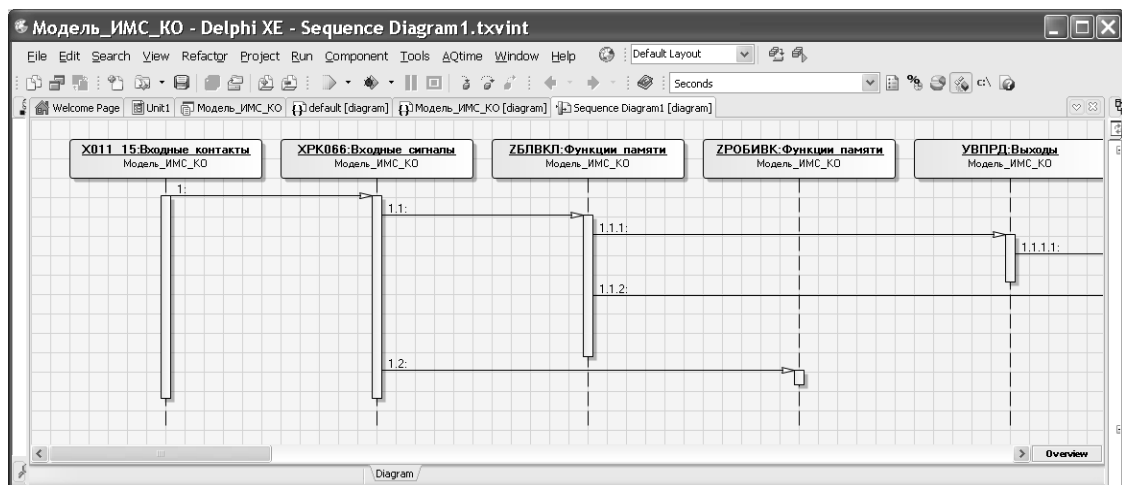 Модель_ИМС_КО - Delphi XE - Sequence Diagram1.txvint
File Edit Search View Refactor Project Run Component Tools AQtime Window Help Default Layout
Seconds
Welcome Page Unit1 Модель_ИМС_КО default [diagram] Модель_ИМС_КО [diagram] Sequence Diagram1 [diagram]
X011_15:Входные контакты XPK066:Входные сигналы ZБЛВКЛ:Функции памяти ZРОБИВК:Функции памяти УВПРД:Выходы
Модель_ИМС_КО Модель_ИМС_КО Модель_ИМС_КО Модель_ИМС_КО Модель_ИМС_КО
1:
1.1:
1.1.1:
1.1.1.1:
1.1.2:
1.2:
Overview
Diagram